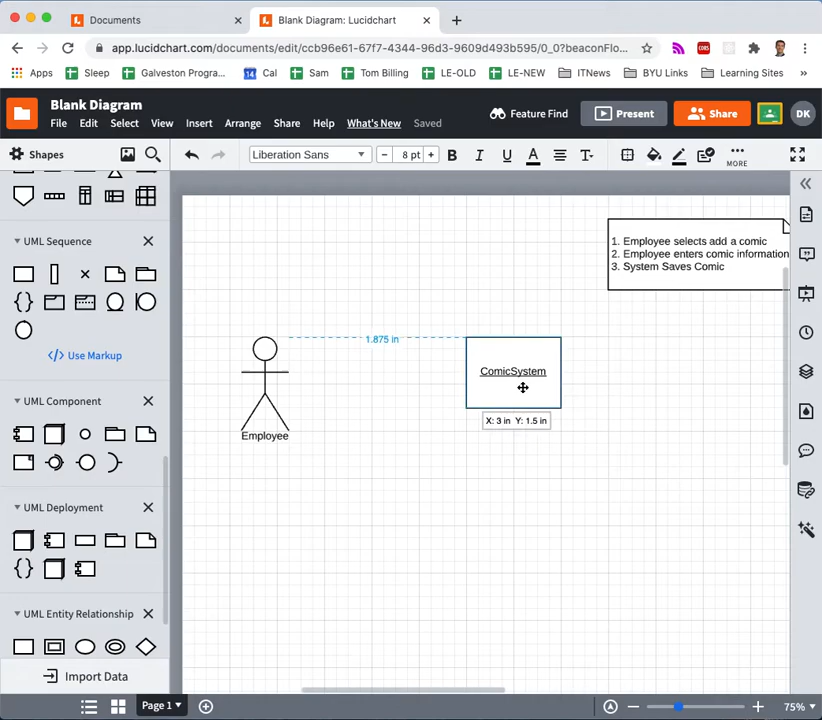 Documents
Blank Diagram: Lucidchart
app.lucidchart.com/documents/edit/ccb96e61-67f7-4344-96d3-9609d493b595/0_0?beaconFlo...
Apps
Sleep
Galveston Progra...
Cal
Sam
Tom Billing
LE-OLD
LE-NEW
ITNews
BYU Links
Learning Sites
Blank Diagram
File Edit Select View Insert Arrange Share Help What's New Saved
Feature Find
Present
Share
DK
Shapes
Liberation Sans
8 pt
B I U A T
MORE
UML Sequence
Use Markup
UML Component
UML Deployment
UML Entity Relationship
Import Data
1. Employee selects add a comic
2. Employee enters comic information
3. System Saves Comic
1.875 in
ComicSystem
X: 3 in Y: 1.5 in
Employee
Page 1
75%